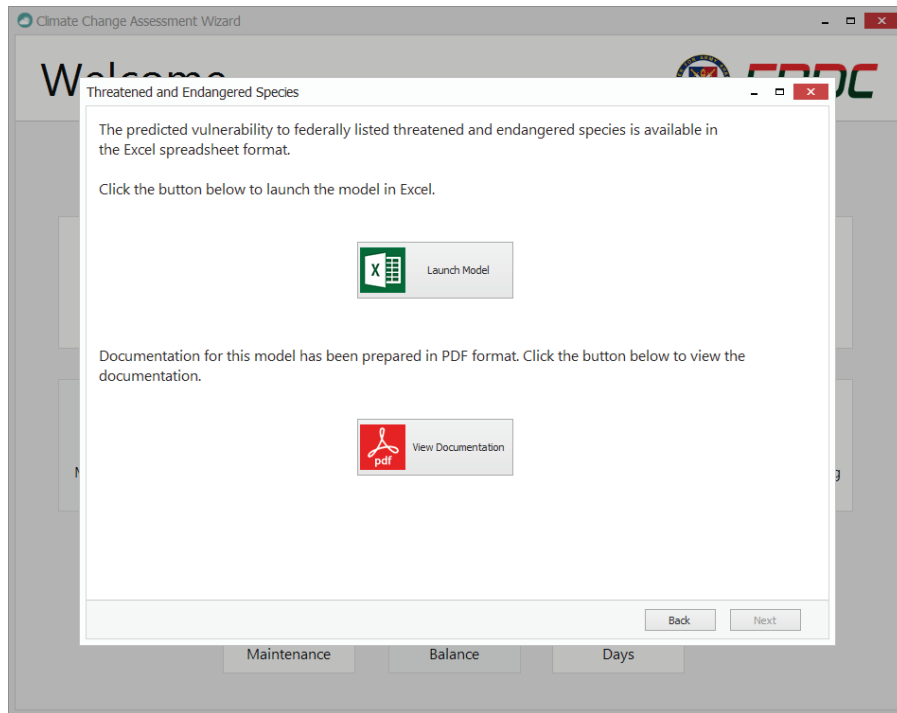 Climate Change Assessment Wizard
Welcome
Threatened and Endangered Species
The predicted vulnerability to federally listed threatened and endangered species is available in
the Excel spreadsheet format.
Click the button below to launch the model in Excel.
X
Launch Model
Documentation for this model has been prepared in PDF format. Click the button below to view the
documentation.
pdf
View Documentation
Back
Next
Maintenance
Balance
Days